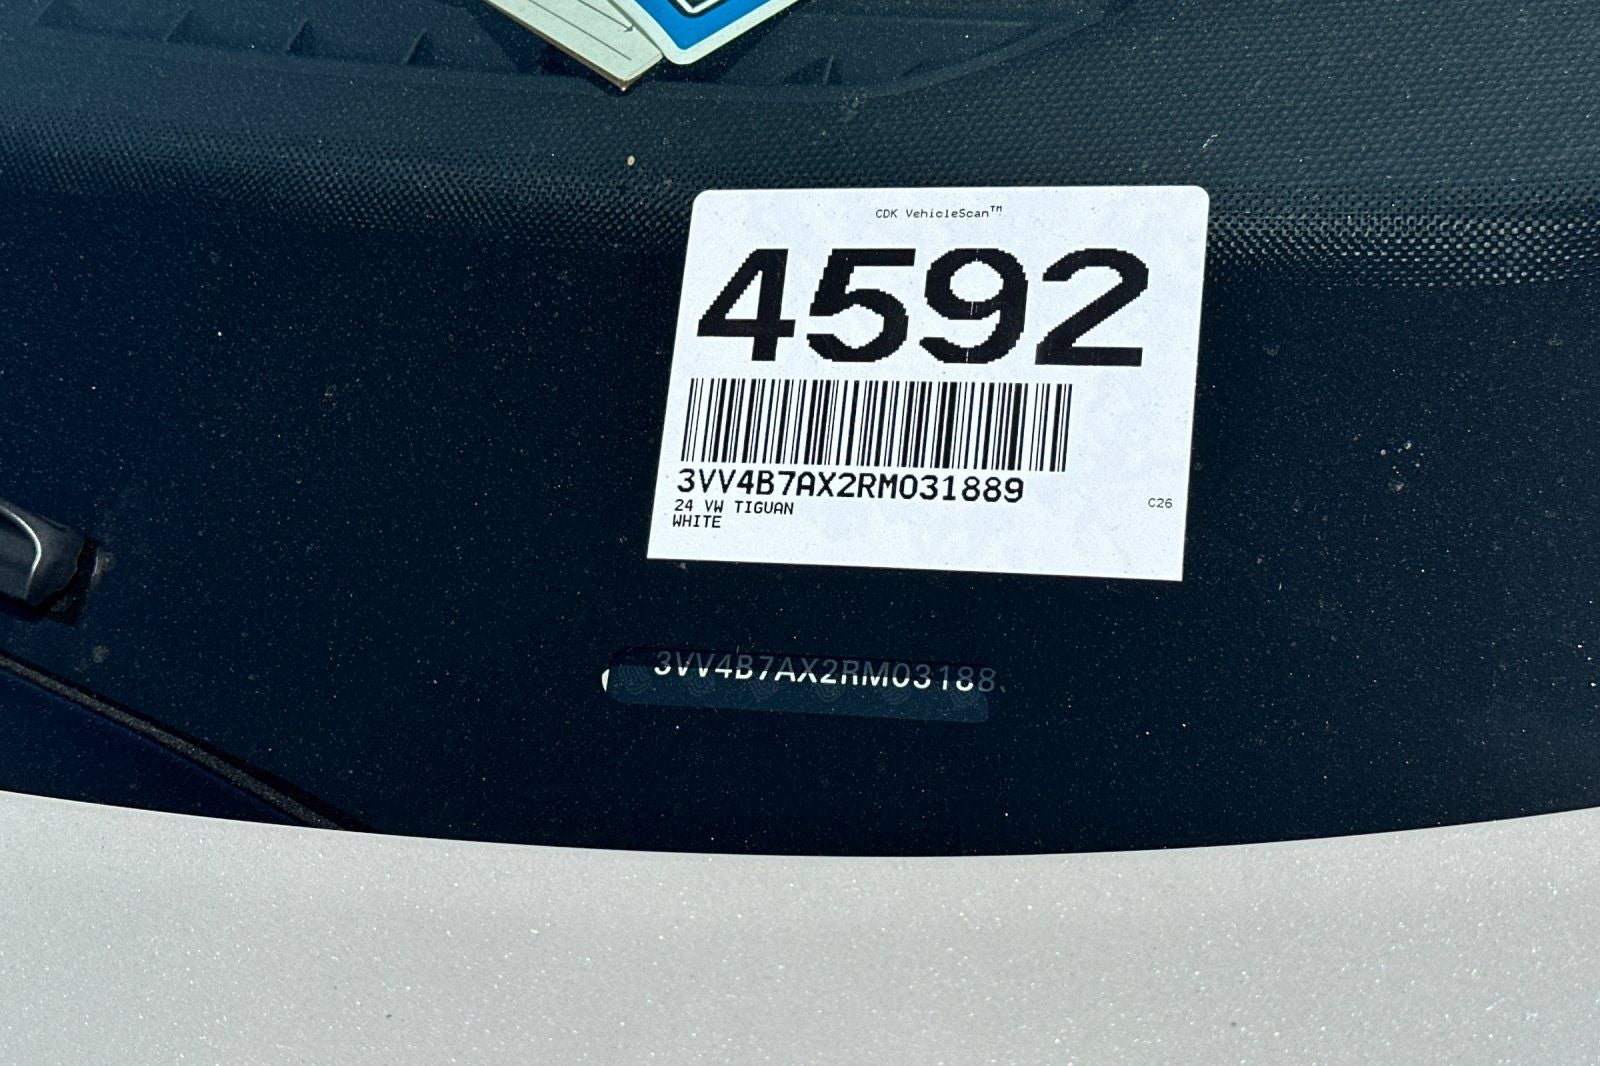 CDK VehicleScan™
4592
3VV4B7AX2RM031889
24 VW TIGUAN
C26
WHITE
3VV4B7AX2RM03188